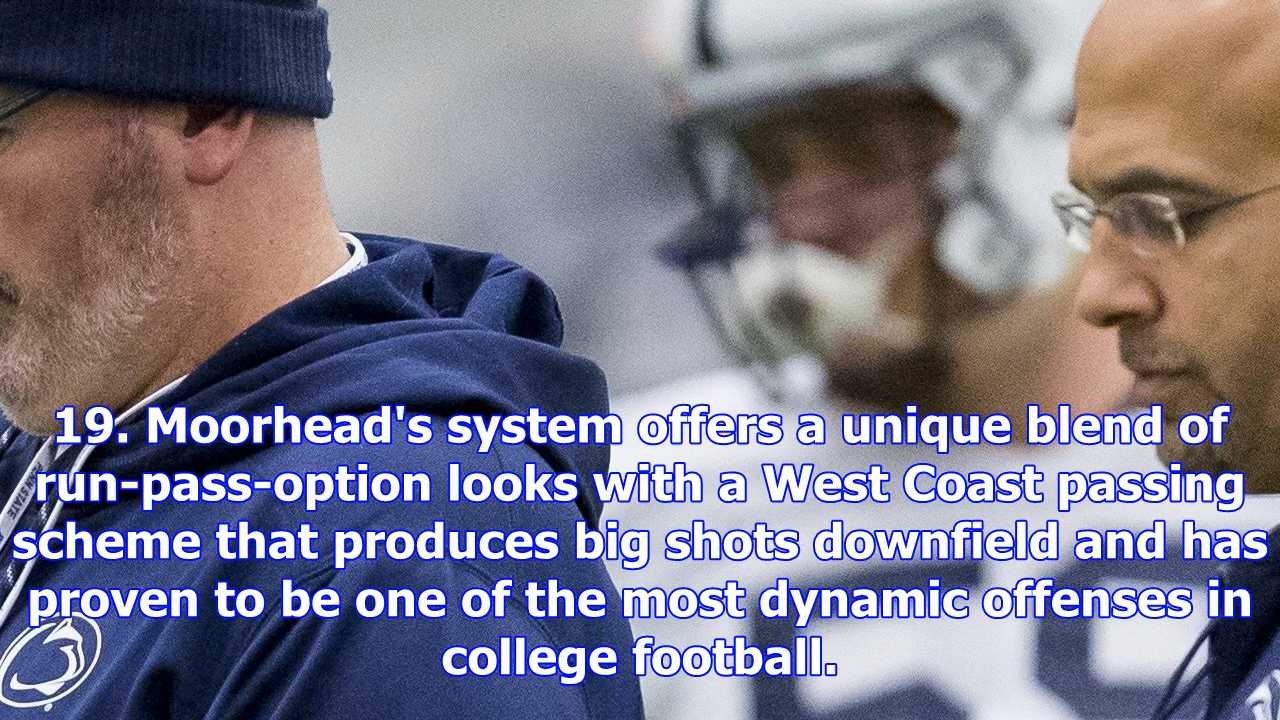 19. Moorhead's system offers a unique blend of
run-pass-option looks with a West Coast passing
scheme that produces big shots downfield and has
proven to be one of the most dynamic offenses in
college football.